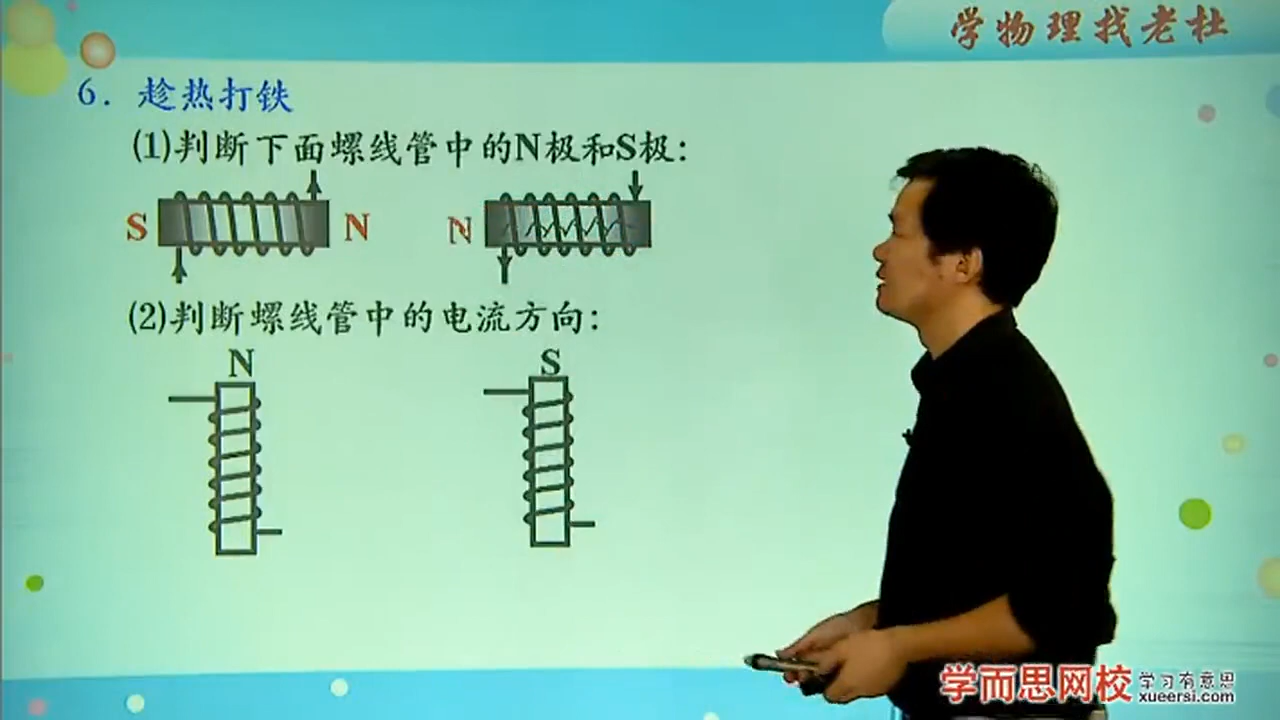 学物理找老杜
6. 趁热打铁
(1)判断下面螺线管中的N极和S极:
S N N
(2)判断螺线管中的电流方向:
N S
学而思网校 学习有意思
xueersi.com